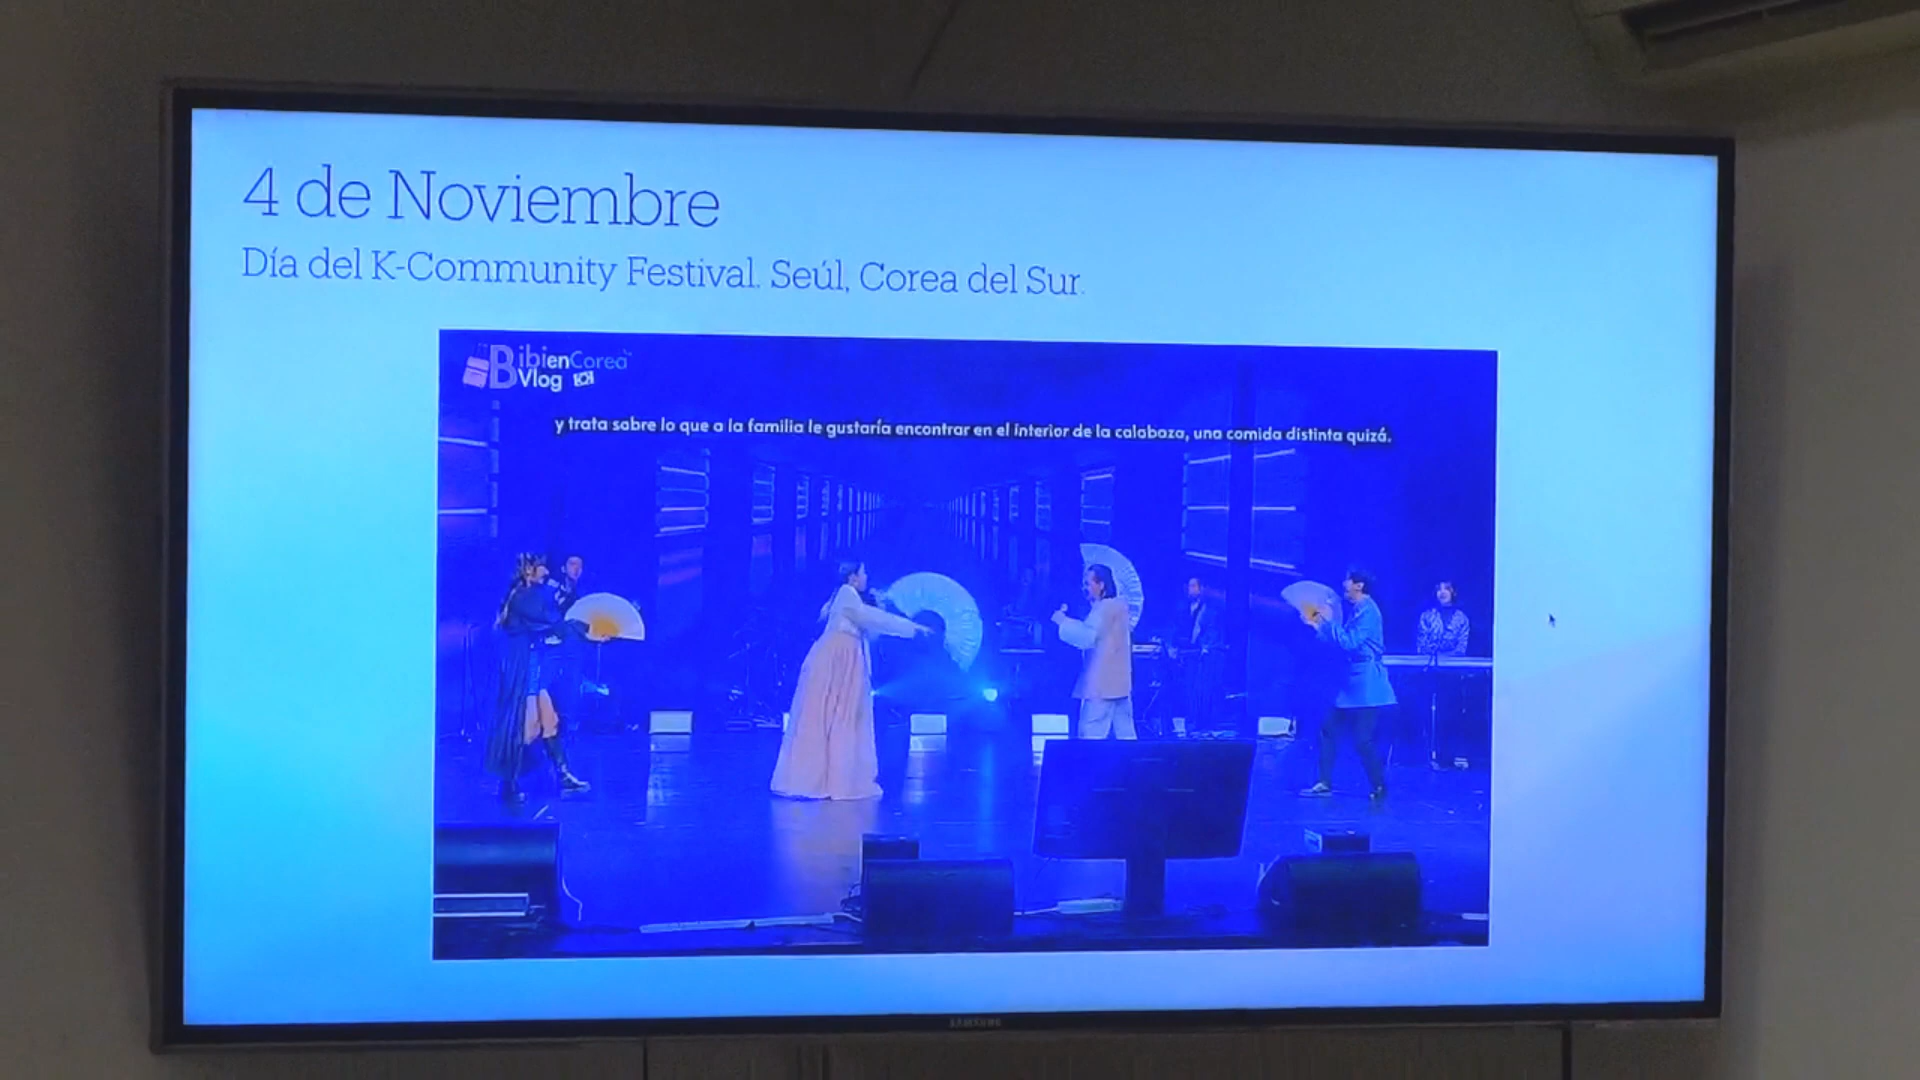 4 de Noviembre
Día del K-Community Festival. Seúl, Corea del Sur.
BibienCorea
Vlog
y trata sobre lo que a la familia le gustaría encontrar en el interior de la calabaza, una comida distinta quizá.
SAMSUNG